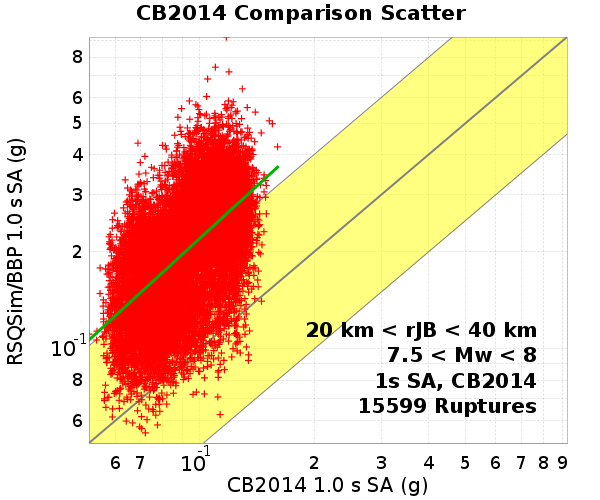 CB2014 Comparison Scatter
RSQSim/BBP 1.0 s SA (g)
8
6
5
4
3
2
10-1
8
6
20 km < rJB < 40 km
7.5 < Mw < 8
1s SA, CB2014
15599 Ruptures
6 7 10-1 2 3 4 5 6 7 8 9
CB2014 1.0 s SA (g)